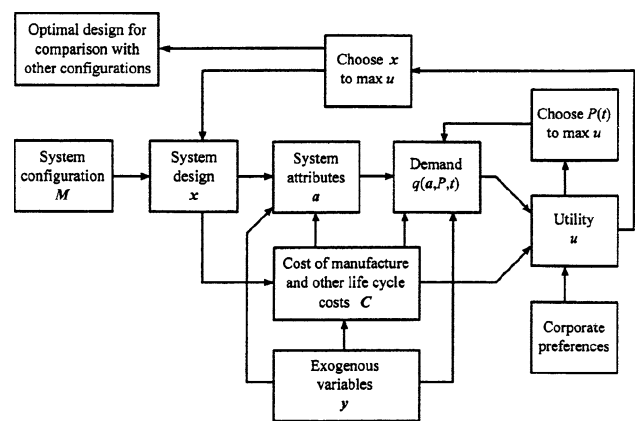 Optimal design for
comparison with
other configurations
Choose x
to max u
Choose P(t)
to max u
System
configuration
M
System
design
x
System
attributes
a
Demand
q(a,P,t)
Utility
u
Cost of manufacture
and other life cycle
costs C
Corporate
preferences
Exogenous
variables
y